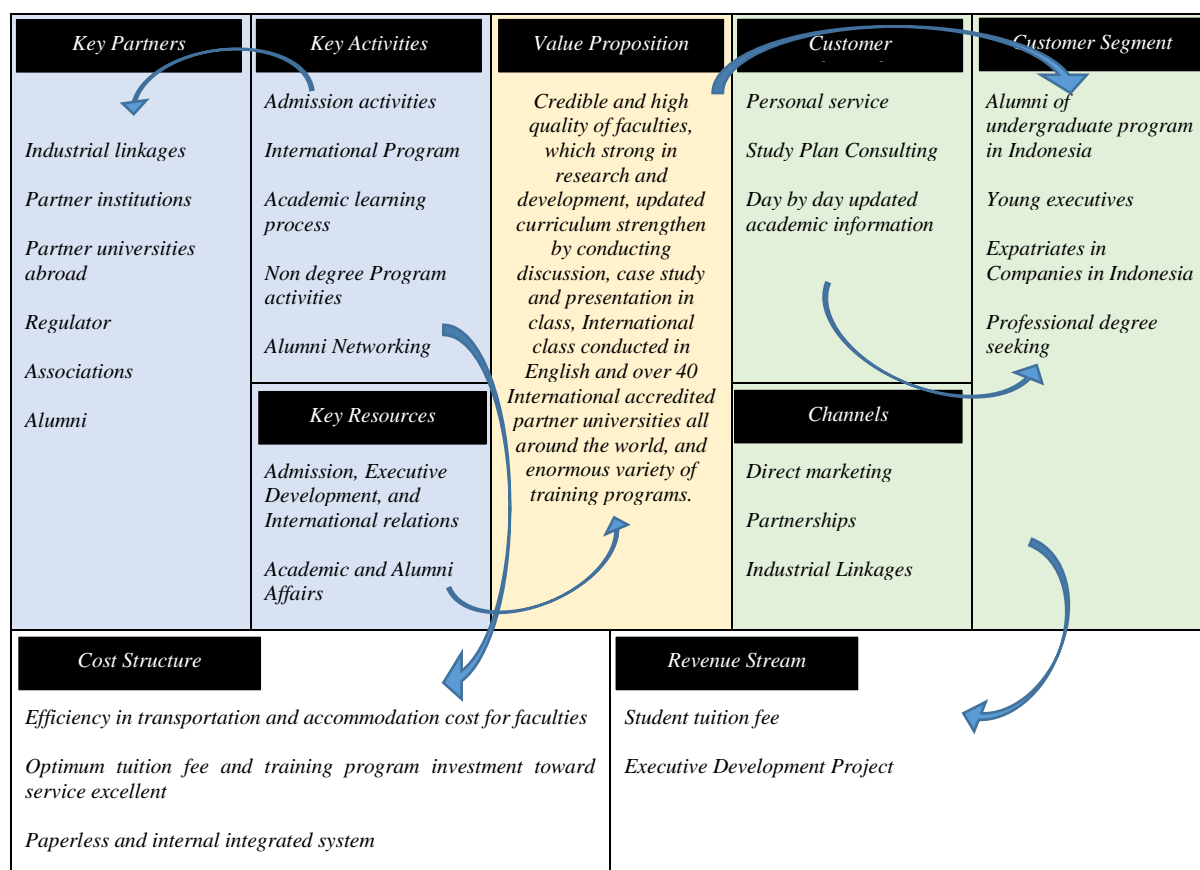 Key Partners
Industrial linkages
Partner institutions
Partner universities
abroad
Regulator
Associations
Alumni
Key Activities
Admission activities
International Program
Academic learning
process
Non degree Program
activities
Alumni Networking
Key Resources
Admission, Executive
Development, and
International relations
Academic and Alumni
Affairs
Value Proposition
Credible and high
quality of faculties,
which strong in
research and
development, updated
curriculum strengthen
by conducting
discussion, case study
and presentation in
class, International
class conducted in
English and over 40
International accredited
partner universities all
around the world, and
enormous variety of
training programs.
Customer
Personal service
Study Plan Consulting
Day by day updated
academic information
Channels
Direct marketing
Partnerships
Industrial Linkages
Customer Segment
Alumni of
undergraduate program
in Indonesia
Young executives
Expatriates in
Companies in Indonesia
Professional degree
seeking
Cost Structure
Efficiency in transportation and accommodation cost for faculties
Optimum tuition fee and training program investment toward
service excellent
Paperless and internal integrated system
Revenue Stream
Student tuition fee
Executive Development Project